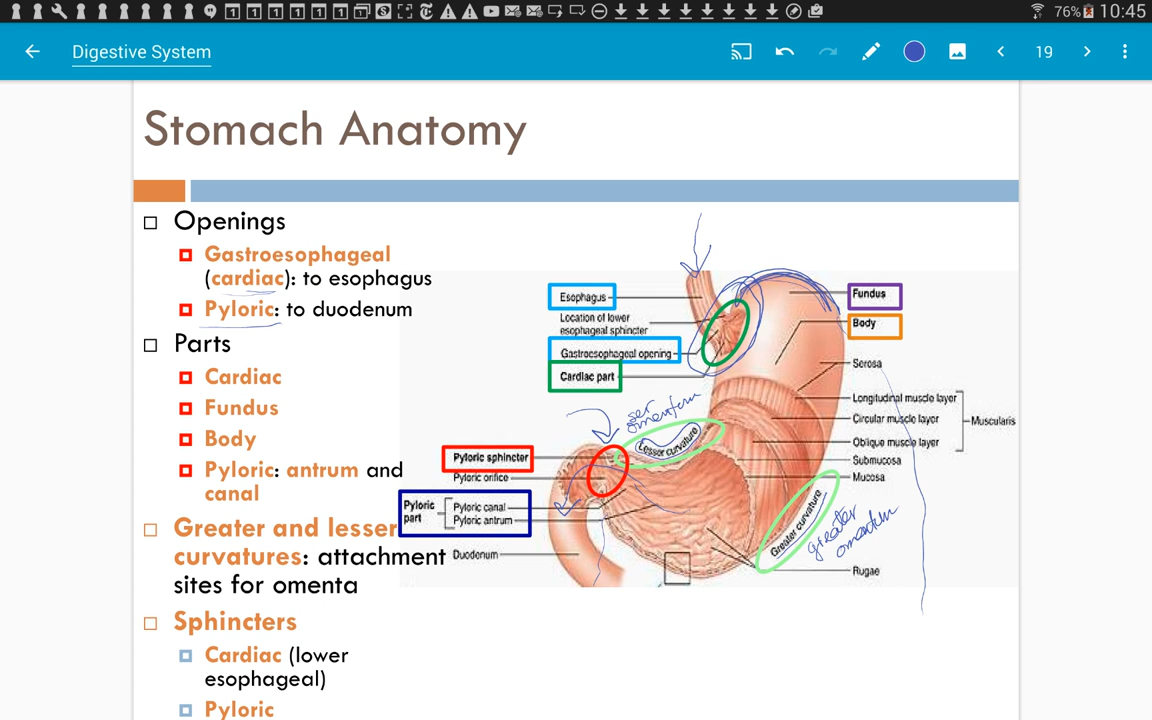 76% 10:45
Digestive System
19
Stomach Anatomy
Openings
Gastroesophageal
(cardiac): to esophagus
Pyloric: to duodenum
Parts
Cardiac
Fundus
Body
Pyloric: antrum and
canal
Greater and lesser
curvatures: attachment
sites for omenta
Sphincters
Cardiac (lower
esophageal)
Pyloric
Esophagus
Location of lower
esophageal sphincter
Gastroesophageal opening
Cardiac part
Fundus
Body
Serosa
Longitudinal muscle layer
Circular muscle layer
Muscularis
Oblique muscle layer
Submucosa
Mucosa
omentum
Lesser curvature
Pyloric sphincter
Pyloric orifice
Pyloric
part
Pyloric canal
Pyloric antrum
Duodenum
Greater curvature
greater
omentum
Rugae